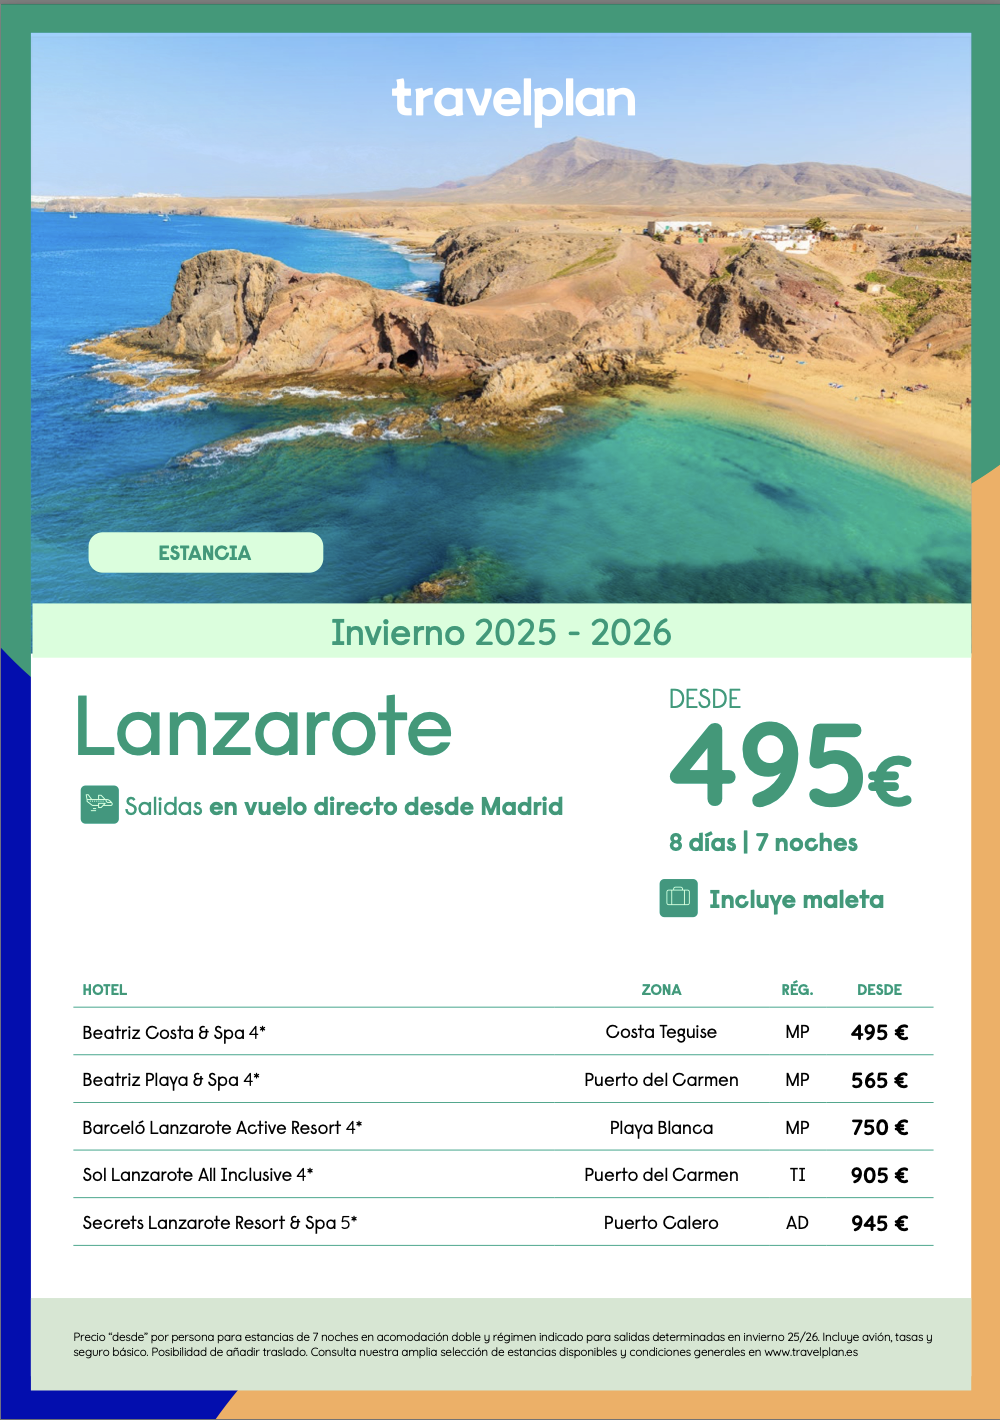 travelplan
ESTANCIA
Invierno 2025 - 2026
Lanzarote
Salidas en vuelo directo desde Madrid
DESDE
495€
8 días | 7 noches
Incluye maleta
HOTEL ZONA RÉG. DESDE
Beatriz Costa & Spa 4* Costa Teguise MP 495 €
Beatriz Playa & Spa 4* Puerto del Carmen MP 565 €
Barceló Lanzarote Active Resort 4* Playa Blanca MP 750 €
Sol Lanzarote All Inclusive 4* Puerto del Carmen TI 905 €
Secrets Lanzarote Resort & Spa 5* Puerto Calero AD 945 €
Precio “desde” por persona para estancias de 7 noches en acomodación doble y régimen indicado para salidas determinadas en invierno 25/26. Incluye avión, tasas y
seguro básico. Posibilidad de añadir traslado. Consulta nuestra amplia selección de estancias disponibles y condiciones generales en www.travelplan.es